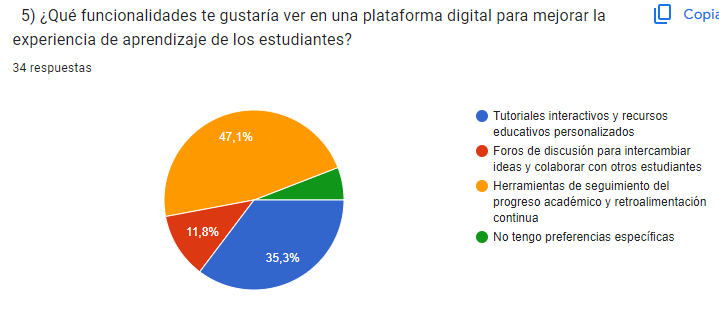 5) ¿Qué funcionalidades te gustaría ver en una plataforma digital para mejorar la
experiencia de aprendizaje de los estudiantes?
Copia
34 respuestas
47,1%
11,8%
35,3%
Tutoriales interactivos y recursos
educativos personalizados
Foros de discusión para intercambiar
ideas y colaborar con otros estudiantes
Herramientas de seguimiento del
progreso académico y retroalimentación
continua
No tengo preferencias específicas